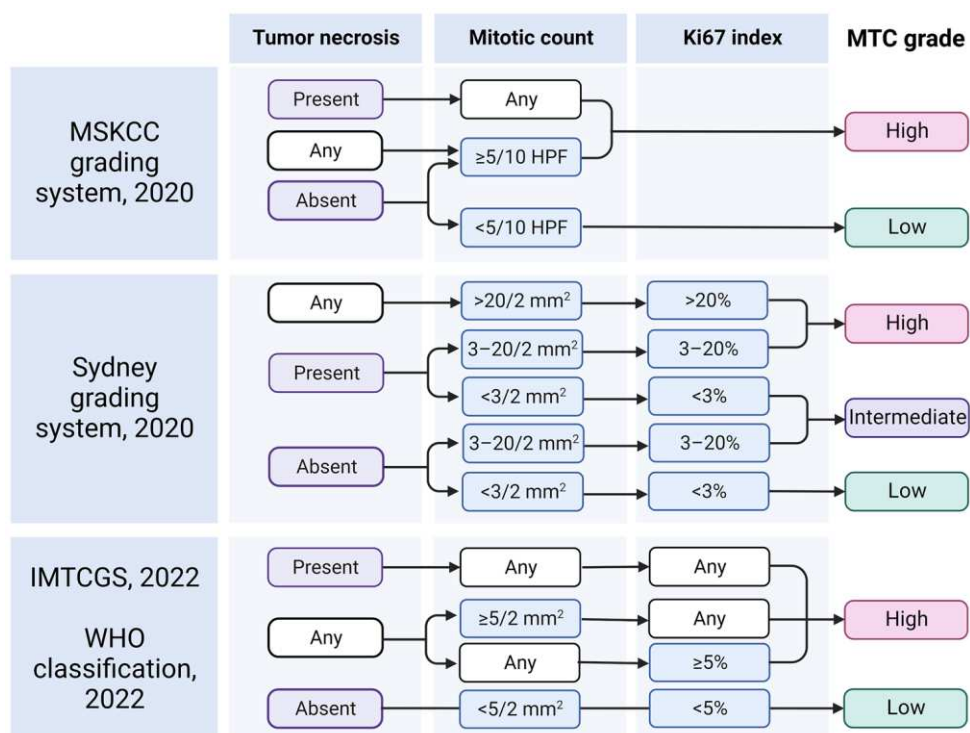 Tumor necrosis
Mitotic count
Ki67 index
MTC grade
MSKCC
grading
system, 2020
Present
Any
High
Any
≥5/10 HPF
Absent
<5/10 HPF
Low
Sydney
grading
system, 2020
Any
>20/2 mm²
>20%
High
3–20/2 mm²
3–20%
Present
<3/2 mm²
<3%
Intermediate
3–20/2 mm²
3–20%
Absent
<3/2 mm²
<3%
Low
IMTCGS, 2022
WHO
classification,
2022
Present
Any
Any
≥5/2 mm²
Any
High
Any
Any
≥5%
Absent
<5/2 mm²
<5%
Low